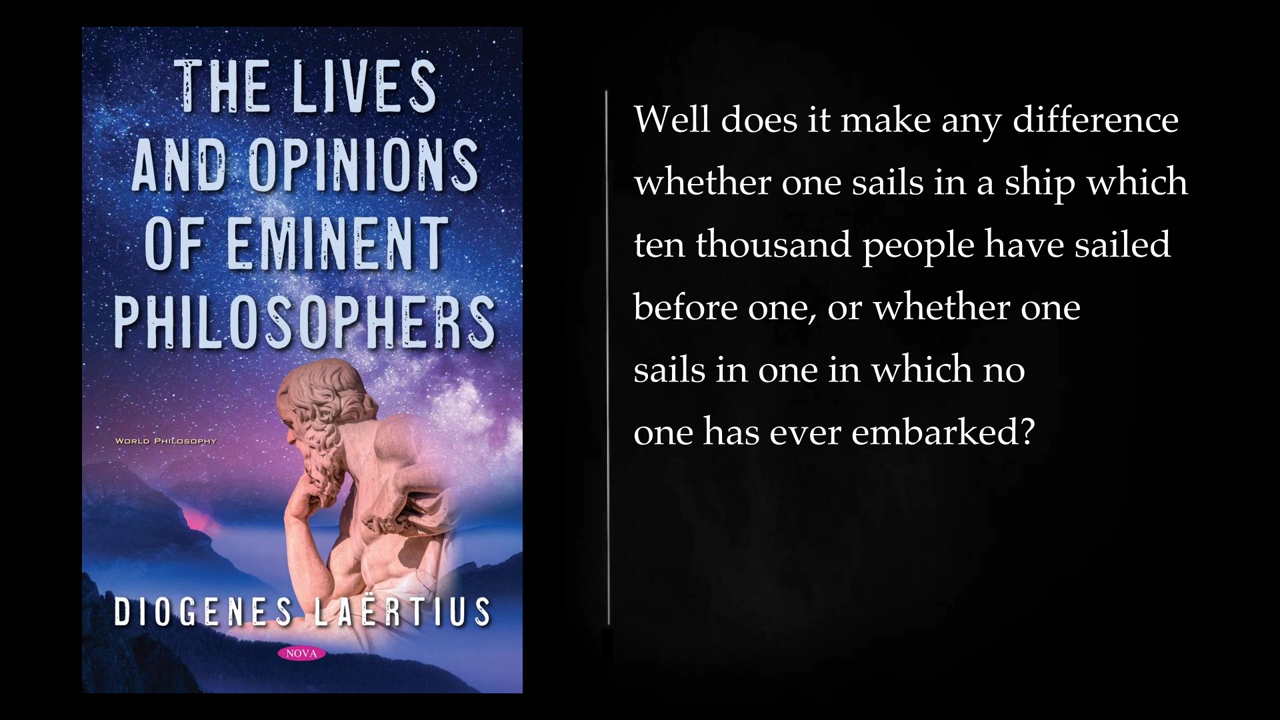 THE LIVES
AND OPINIONS
OF EMINENT
PHILOSOPHERS
WORLD PHILOSOPHY
DIOGENES LAËRTIUS
NOVA
Well does it make any difference
whether one sails in a ship which
ten thousand people have sailed
before one, or whether one
sails in one in which no
one has ever embarked?